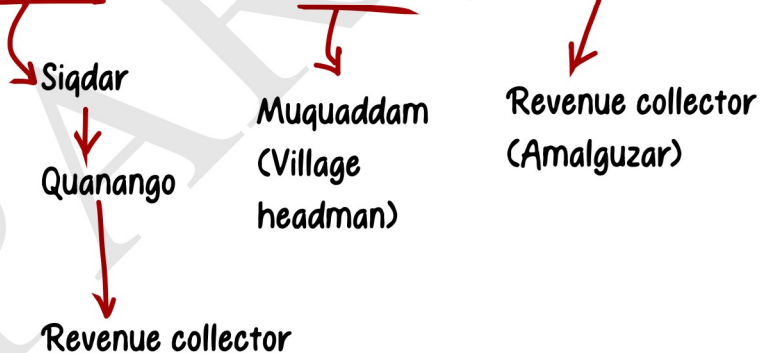 Siqdar
Quanango
Revenue collector
Muquaddam
(Village
headman)
Revenue collector
(Amalguzar)